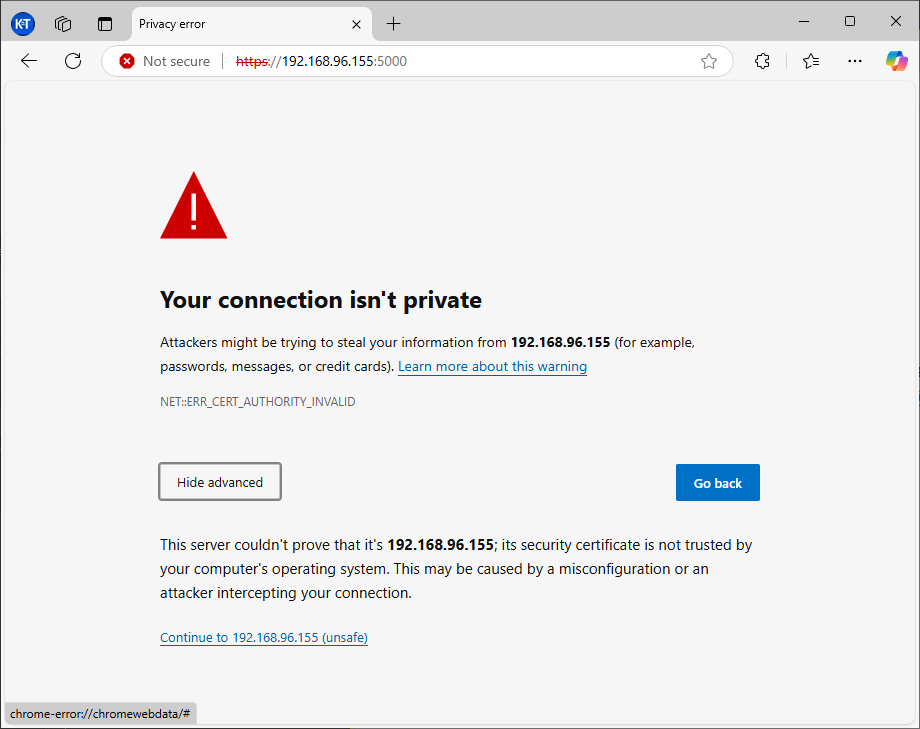 KT
Privacy error
Not secure
https://192.168.96.155:5000
Your connection isn't private
Attackers might be trying to steal your information from 192.168.96.155 (for example,
passwords, messages, or credit cards). Learn more about this warning
NET::ERR_CERT_AUTHORITY_INVALID
Hide advanced
Go back
This server couldn't prove that it's 192.168.96.155; its security certificate is not trusted by
your computer's operating system. This may be caused by a misconfiguration or an
attacker intercepting your connection.
Continue to 192.168.96.155 (unsafe)
chrome-error://chromewebdata/#